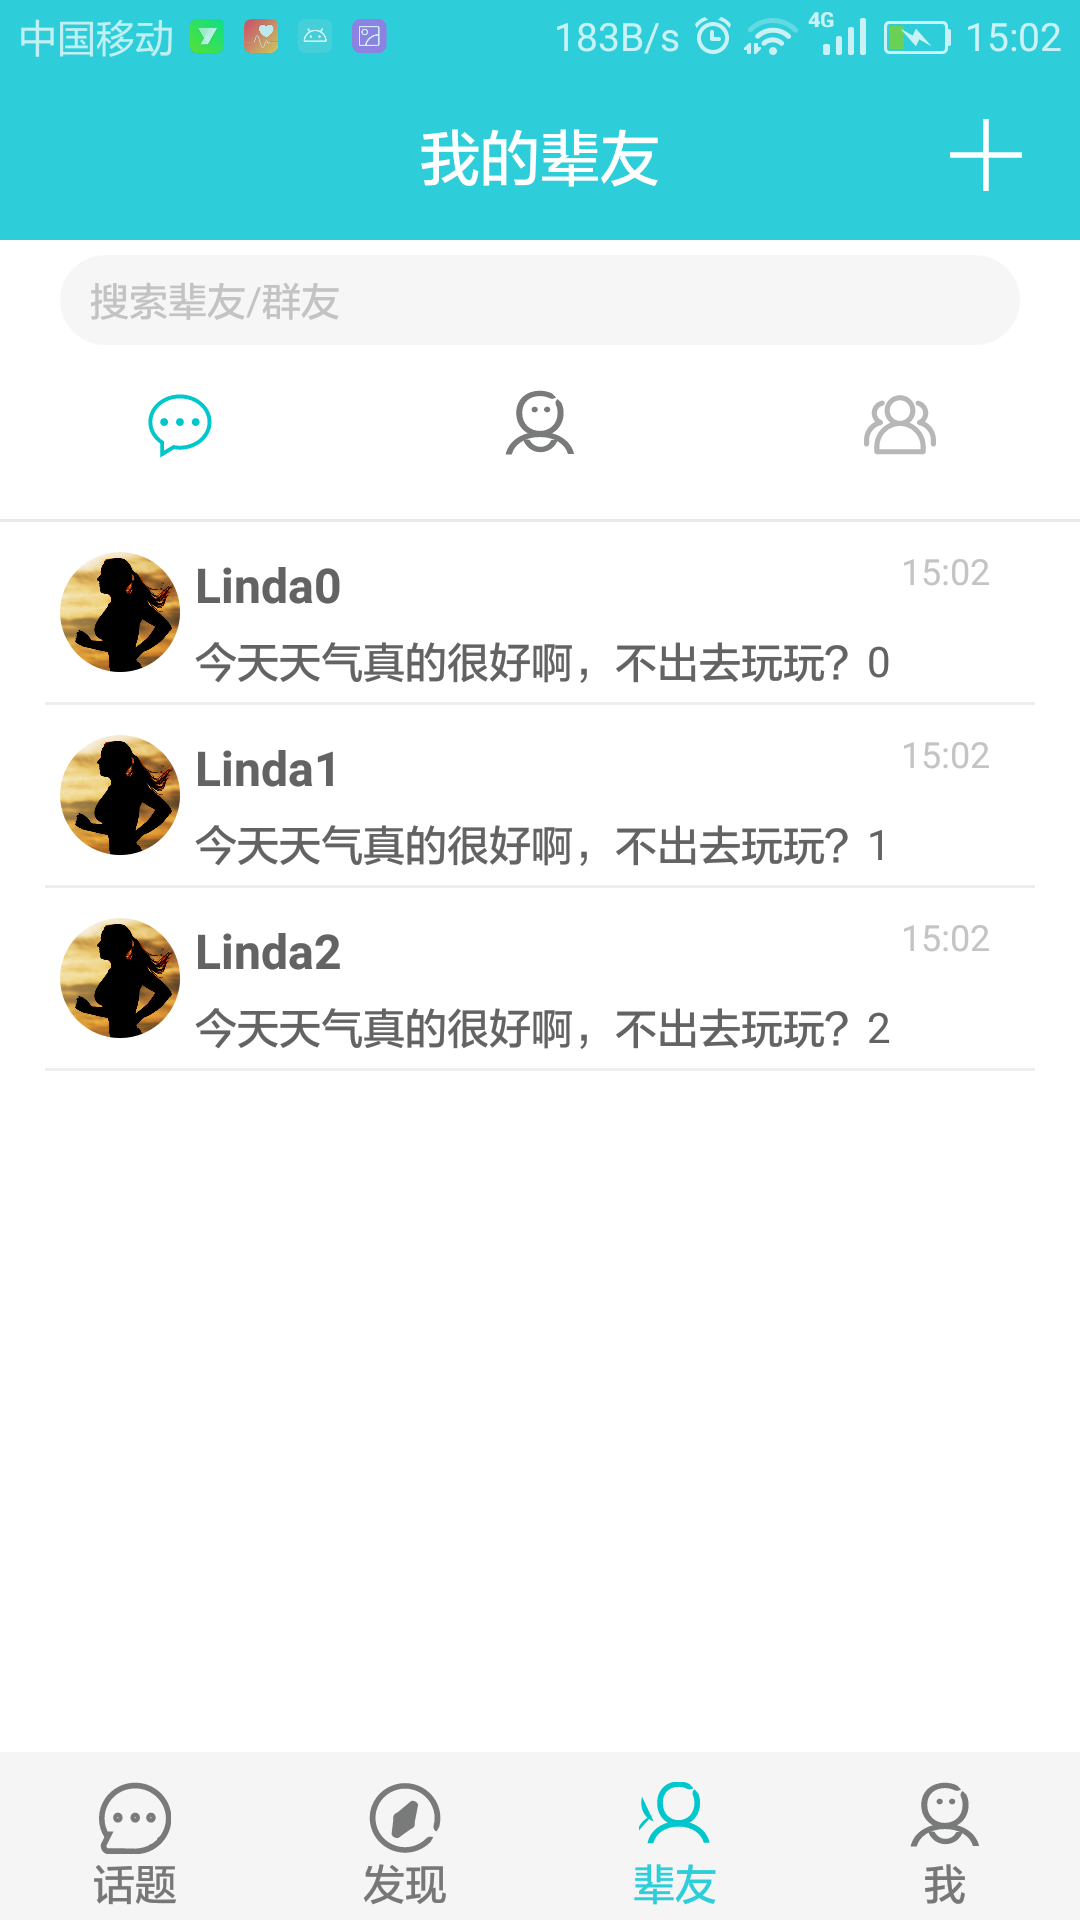 中国移动 183B/s 4G 15:02
我的辈友
搜索辈友/群友
Linda0 15:02
今天天气真的很好啊，不出去玩玩？0
Linda1 15:02
今天天气真的很好啊，不出去玩玩？1
Linda2 15:02
今天天气真的很好啊，不出去玩玩？2
话题 发现 辈友 我